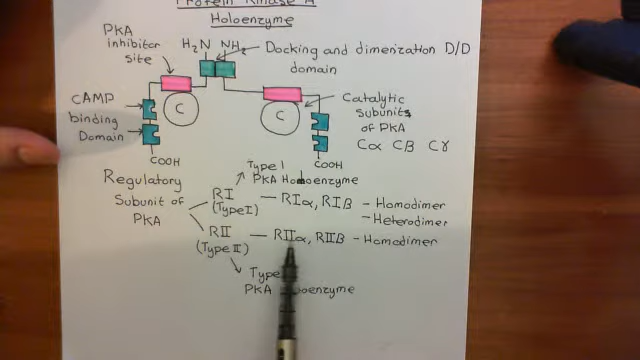 Protein Kinase A
Holoenzyme
PKA
inhibitor
site
H₂N NH₂
Docking and dimerization D/D
domain
CAMP
binding
Domain
C
C
Catalytic
subunits
of PKA
Cα Cβ Cγ
COOH
COOH
Type I
PKA Holoenzyme
Regulatory
Subunit of
PKA
RI
(Type I)
RIα, RIβ - Homodimer
- Heterodimer
RII
(Type II)
RIIα, RIIβ - Homodimer
Type
PKA